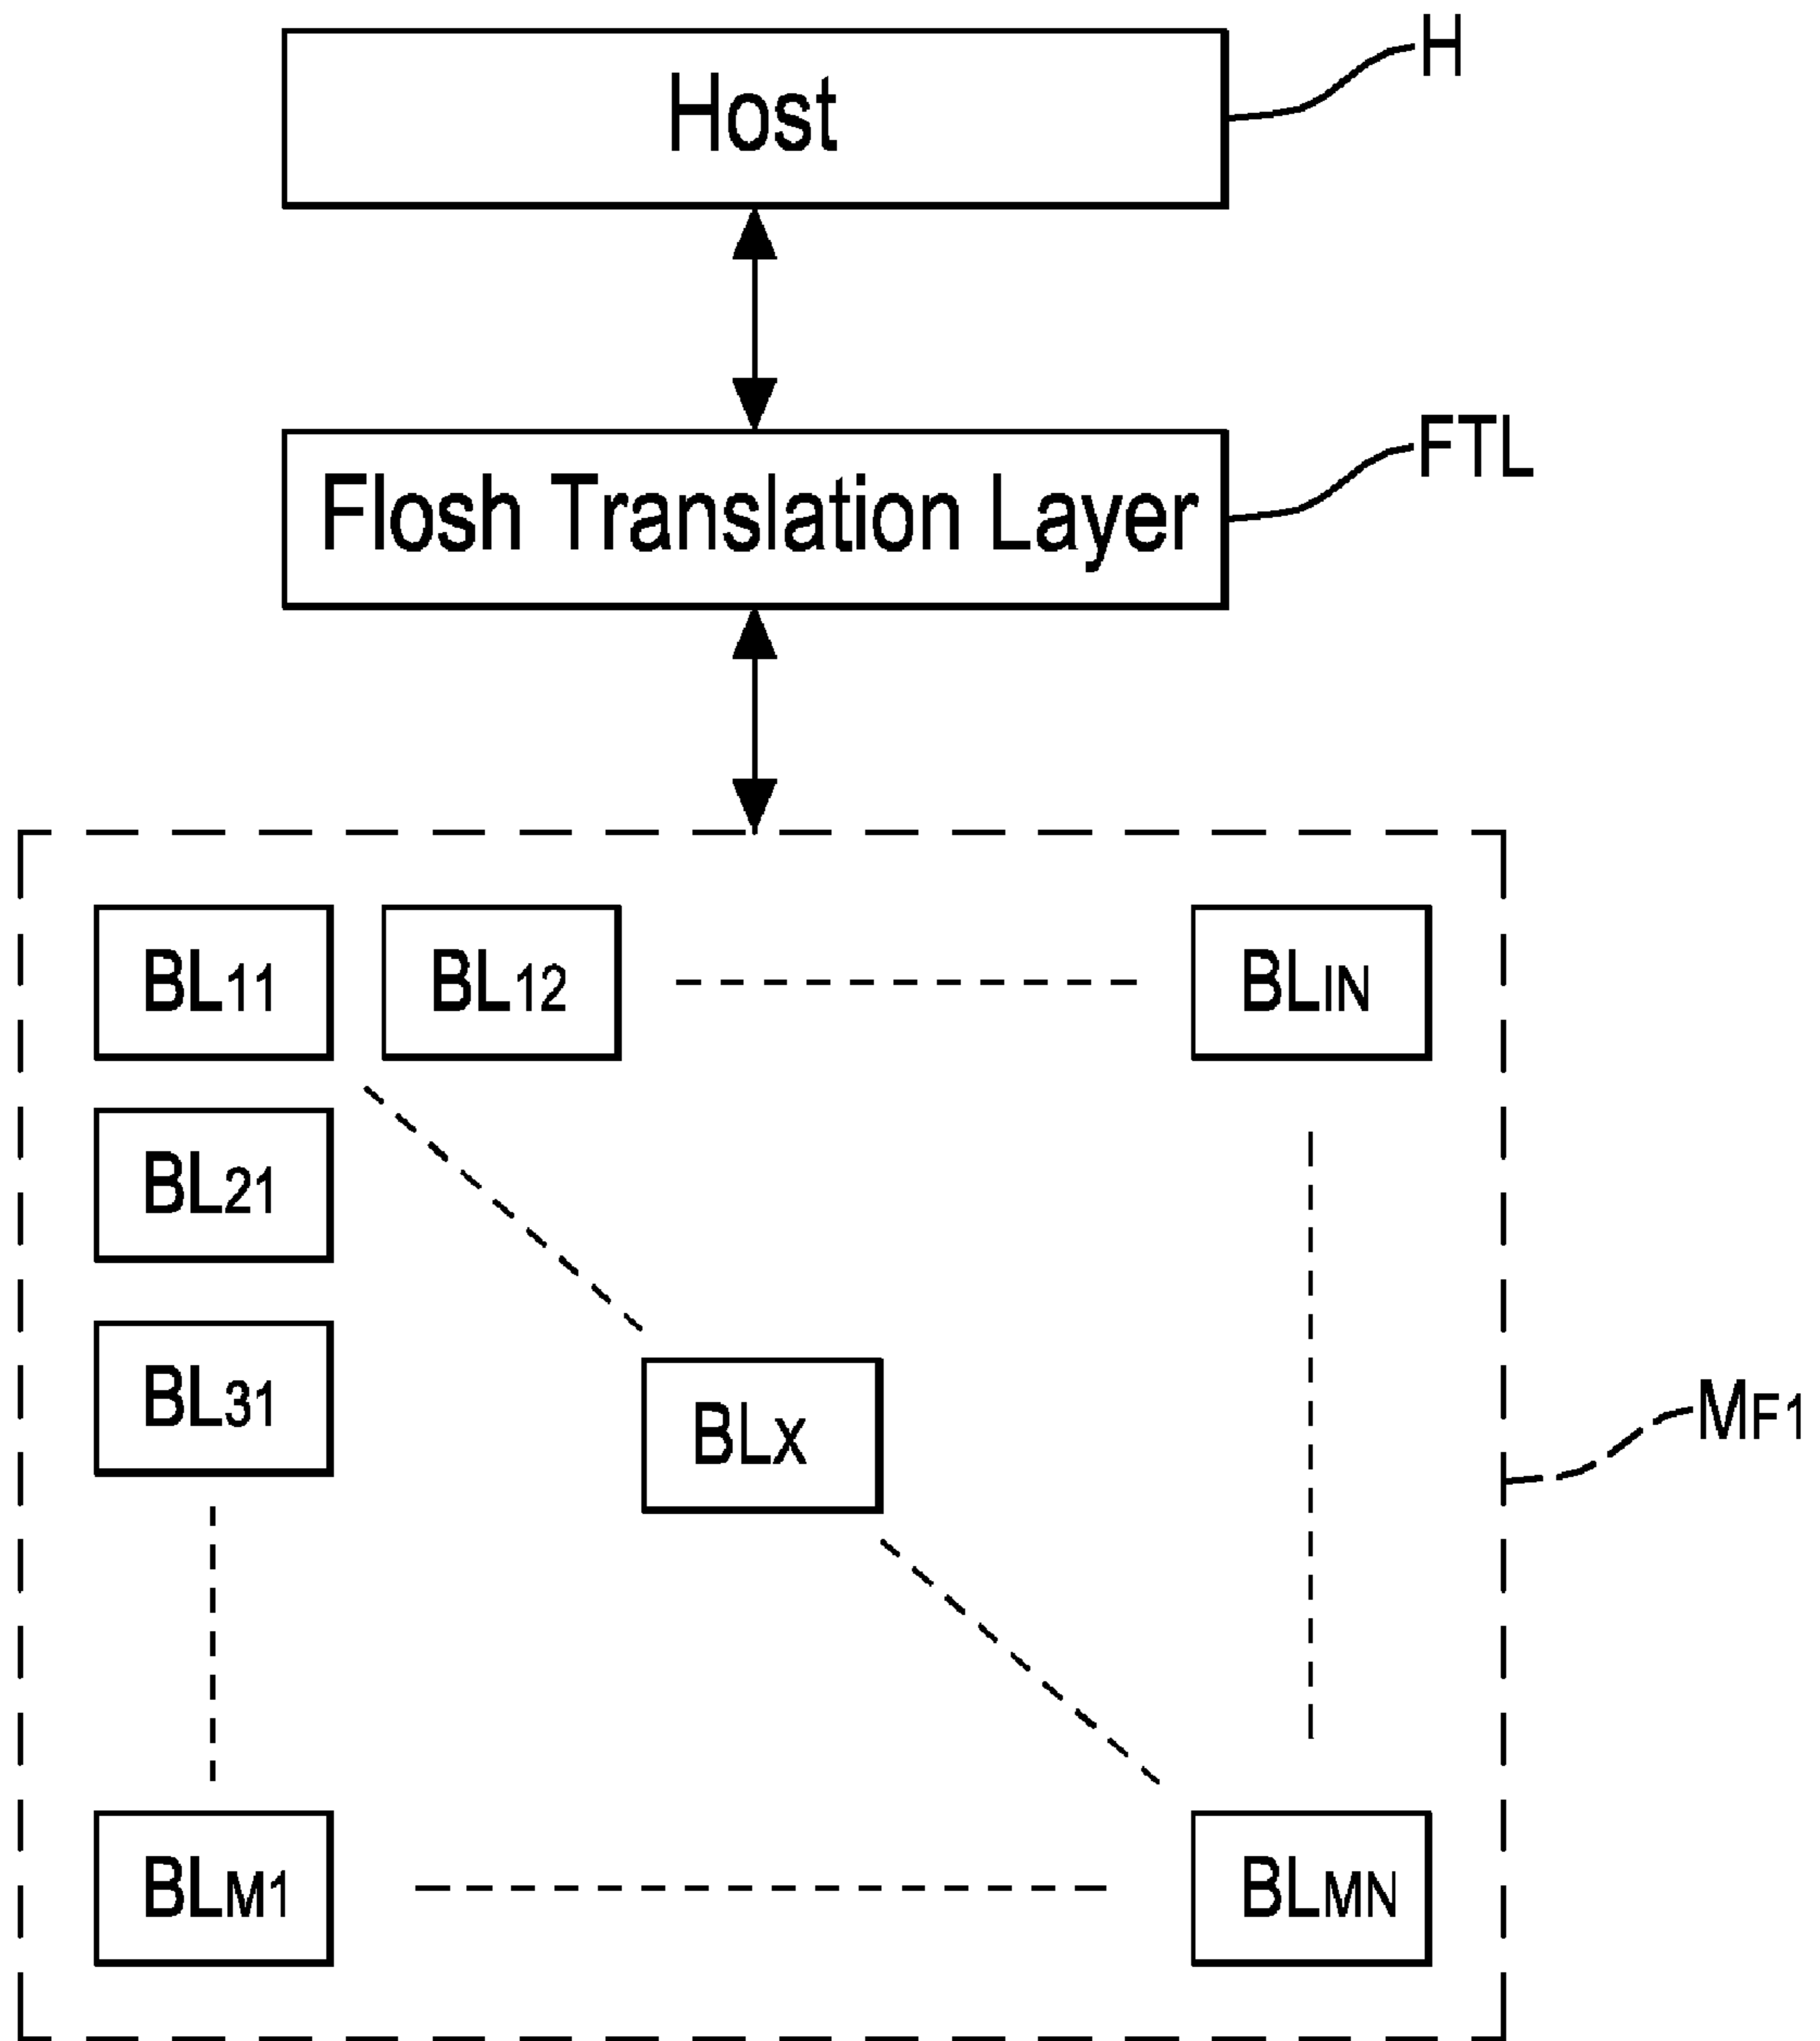 Host
H
Flosh Translation Layer
FTL
BL11 BL12 BLIN
BL21
BL31
BLX
MF1
BLM1 BLMN